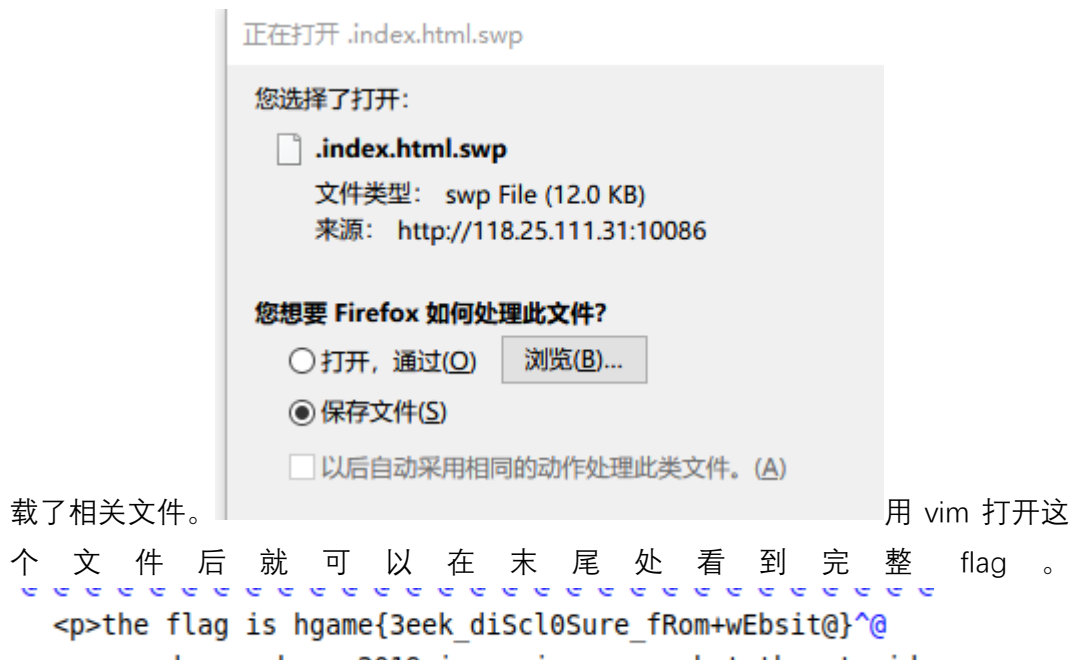 正在打开 .index.html.swp
您选择了打开:
.index.html.swp
文件类型: swp File (12.0 KB)
来源: http://118.25.111.31:10086
您想要 Firefox 如何处理此文件?
打开，通过(O) 浏览(B)...
保存文件(S)
以后自动采用相同的动作处理此类文件。(A)
载了相关文件。 用 vim 打开这
个文件后就可以在末尾处看到完整 flag 。
<p>the flag is hgame{3eek_diScl0Sure_fRom+wEbsit@}^@